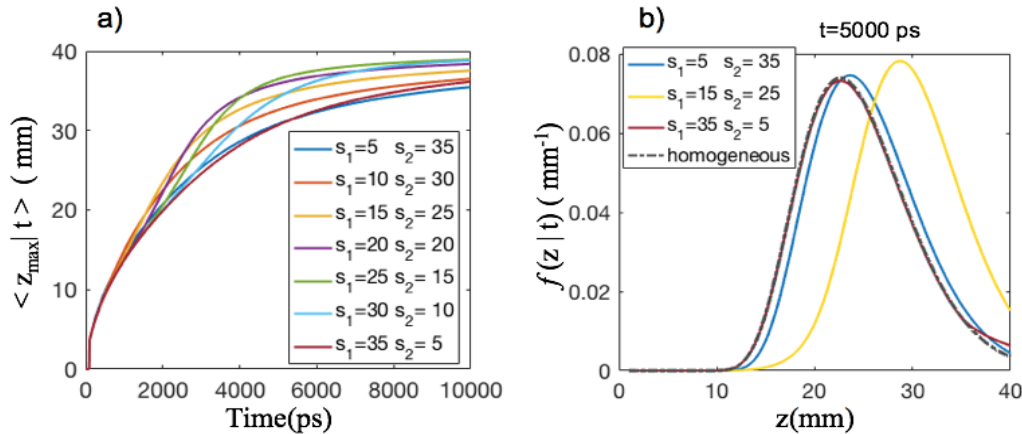 a)
< z_max | t > ( mm)
40
30
20
10
0
s_1=5 s_2= 35
s_1=10 s_2= 30
s_1=15 s_2= 25
s_1=20 s_2= 20
s_1=25 s_2= 15
s_1=30 s_2= 10
s_1=35 s_2= 5
0 2000 4000 6000 8000 10000
Time(ps)
b)
t=5000 ps
f (z | t) ( mm⁻¹)
0.08
0.06
0.04
0.02
0
s_1=5 s_2= 35
s_1=15 s_2= 25
s_1=35 s_2= 5
homogeneous
0 10 20 30 40
z(mm)